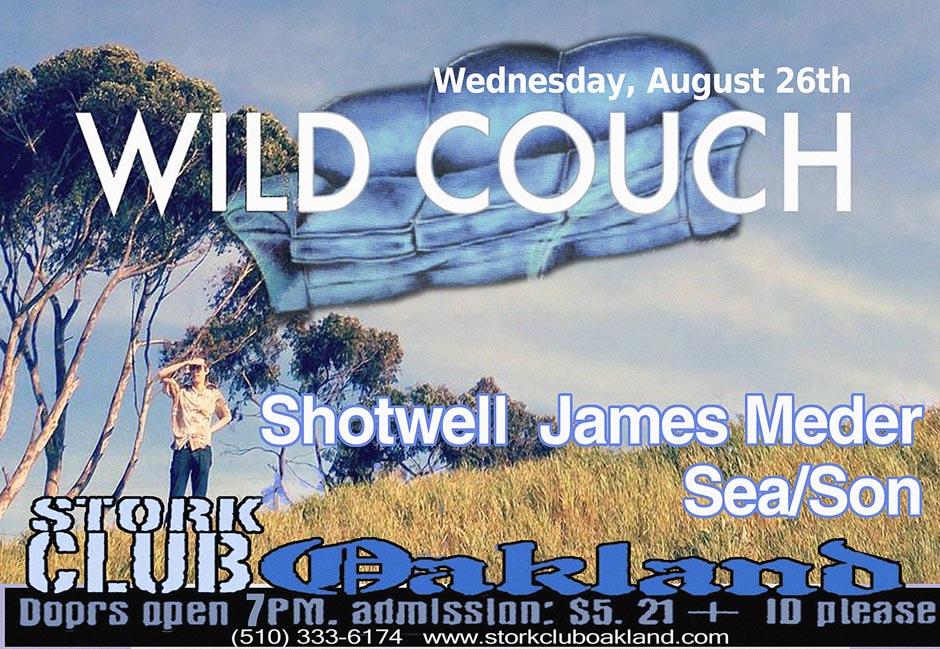 Wednesday, August 26th
WILD COUCH
Shotwell James Meder
Sea/Son
STORK
CLUB Oakland
Doors open 7PM. admission: $5. 21 + ID please
(510) 333-6174 www.storkcluboakland.com